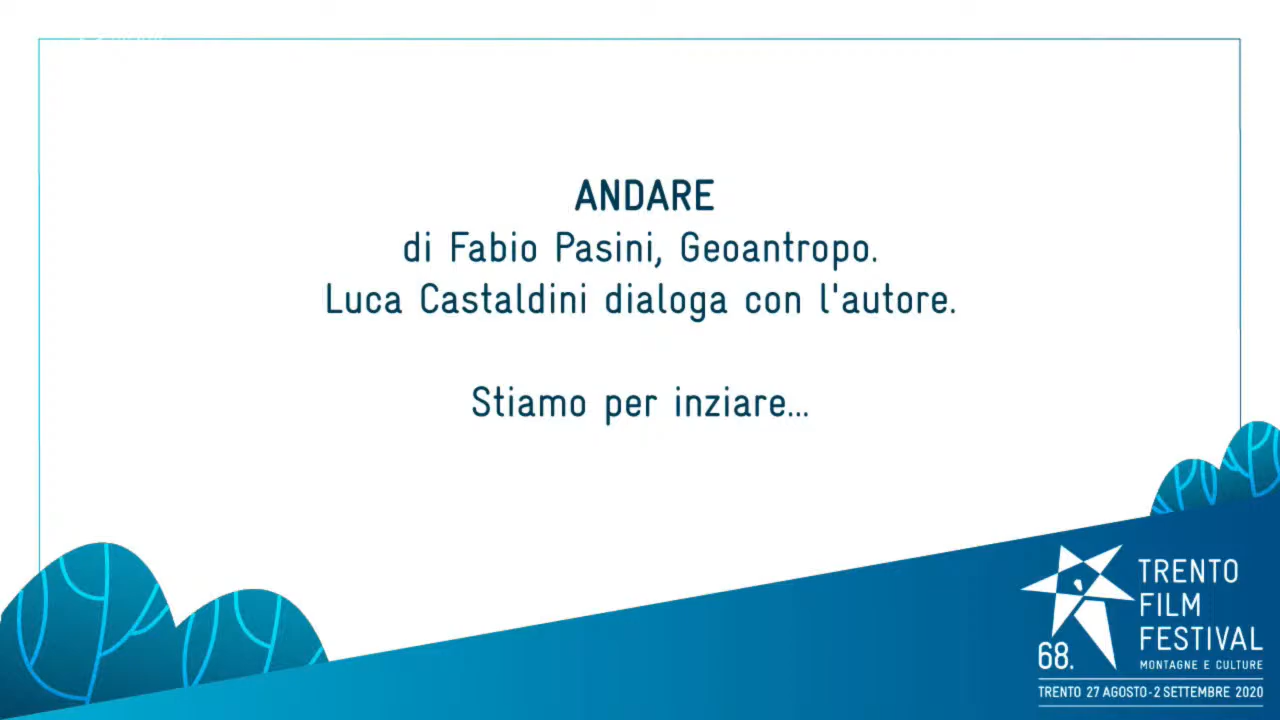 ANDARE
di Fabio Pasini, Geoantropo.
Luca Castaldini dialoga con l'autore.
Stiamo per inziare...
TRENTO
FILM
FESTIVAL
68.
MONTAGNE E CULTURE
TRENTO 27 AGOSTO-2 SETTEMBRE 2020